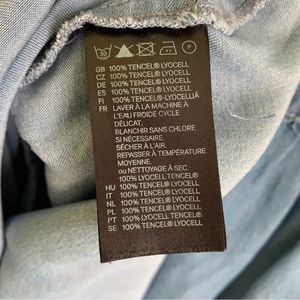 30
GB 100% TENCEL® LYOCELL
CZ 100% TENCEL® LYOCELL
DE 100% TENCEL® LYOCELL
ES 100% TENCEL® LYOCELL
FI 100% TENCEL®-LYOCELLIÄ
FR LAVER À LA MACHINE À
L'EAU FROIDE CYCLE
DÉLICAT.
BLANCHIR SANS CHLORE
SI NÉCESSAIRE.
SÉCHER À L'AIR.
REPASSER À TEMPÉRATURE
MOYENNE.
ou NETTOYAGE À SEC.
100% LYOCELL TENCEL®
HU 100% LYOCELL TENCEL®
IT 100% LYOCELL TENCEL®
NL 100% TENCEL® LYOCELL
PL 100% TENCEL® LYOCELL
PT 100% LYOCELL TENCEL®
SE 100% TENCEL® LYOCELL